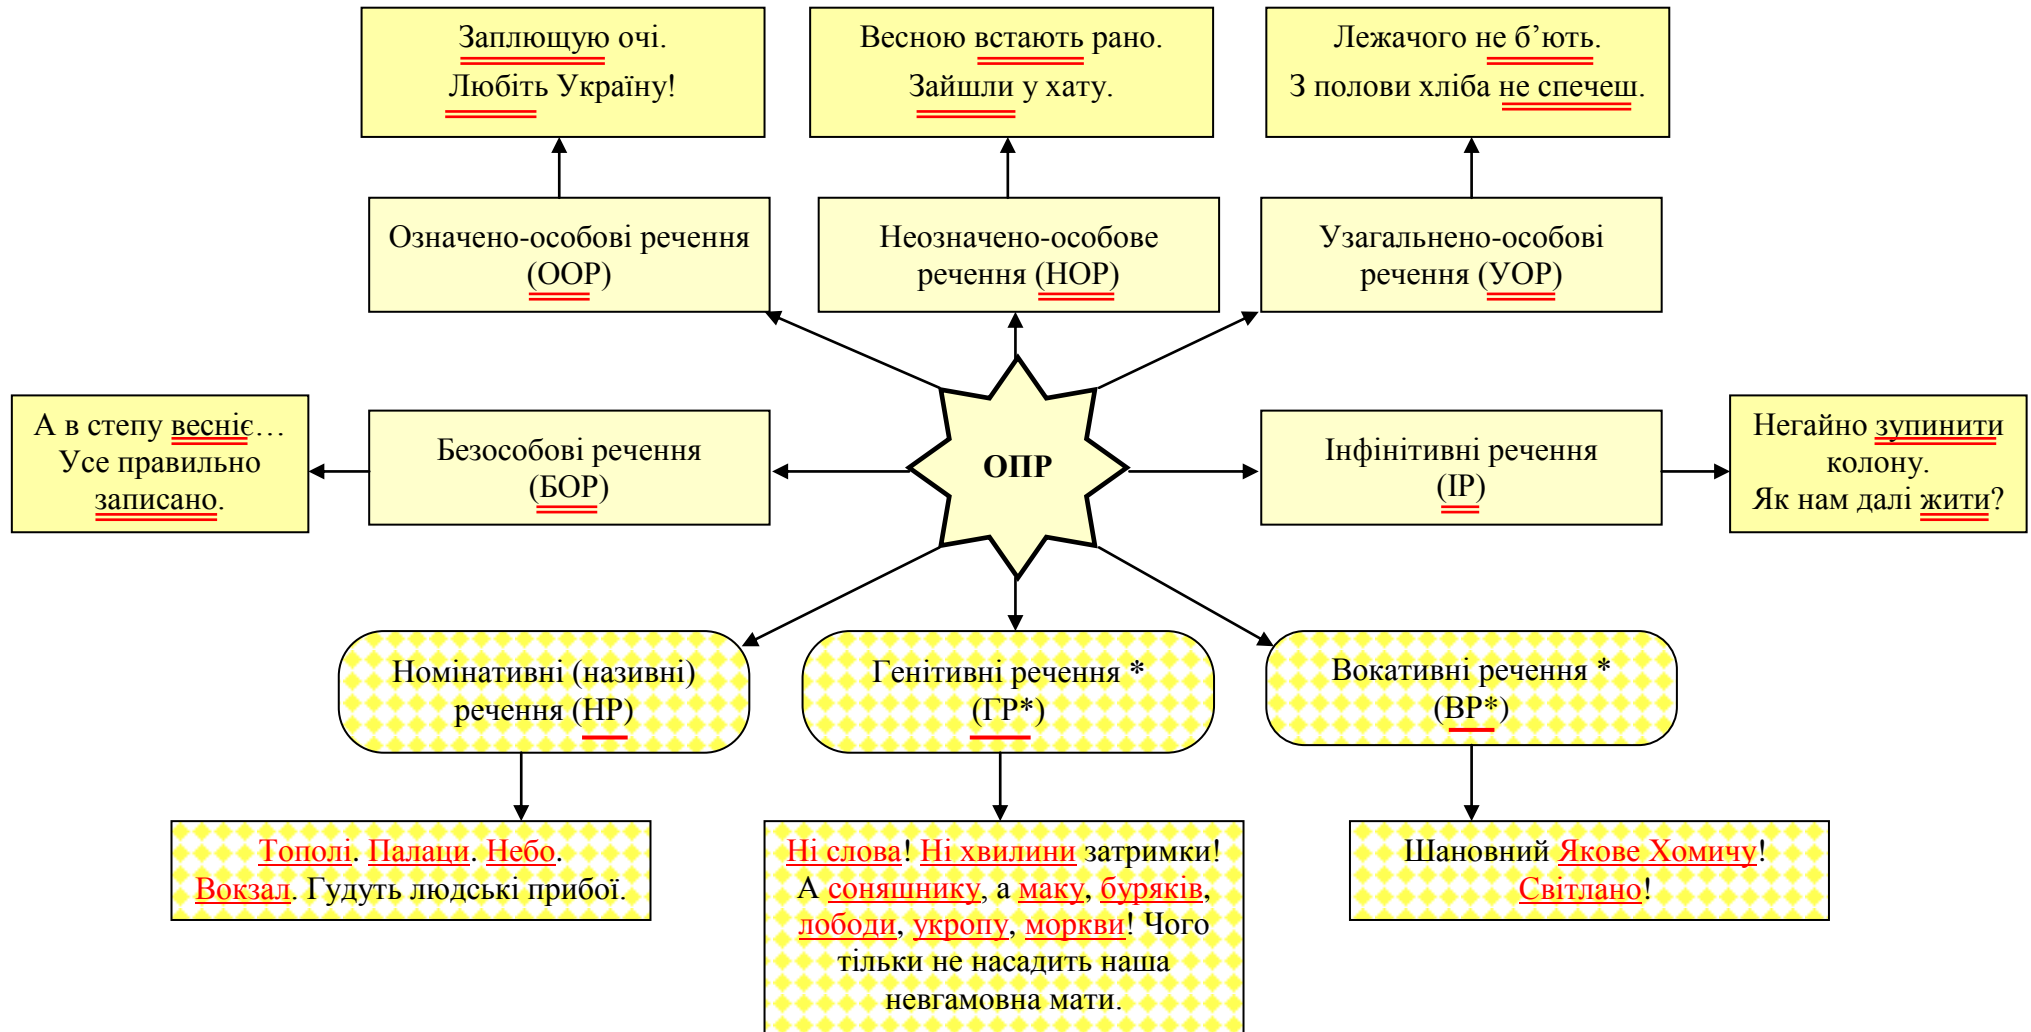 Заплющую очі.
Любіть Україну!
Весною встають рано.
Зайшли у хату.
Лежачого не б’ють.
З полови хліба не спечеш.
Означено-особові речення
(ООР)
Неозначено-особове
речення (НОР)
Узагальнено-особові
речення (УОР)
А в степу весніє…
Усе правильно
записано.
Безособові речення
(БОР)
ОПР
Інфінітивні речення
(ІР)
Негайно зупинити
колону.
Як нам далі жити?
Номінативні (називні)
речення (НР)
Генітивні речення *
(ГР*)
Вокативні речення *
(ВР*)
Тополі. Палаци. Небо.
Вокзал. Гудуть людські прибої.
Ні слова! Ні хвилини затримки!
А соняшнику, а маку, буряків,
лободи, укропу, моркви! Чого
тільки не насадить наша
невгамовна мати.
Шановний Якове Хомичу!
Світлано!